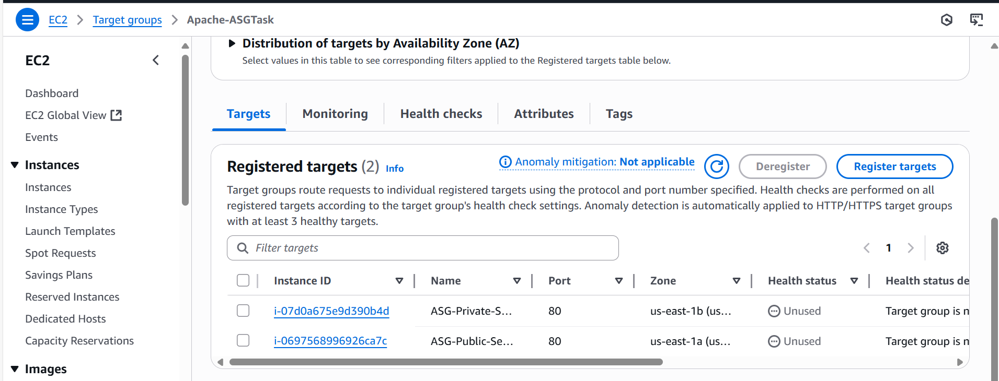 EC2 > Target groups > Apache-ASGTask
EC2
Dashboard
EC2 Global View
Events
Instances
Instances
Instance Types
Launch Templates
Spot Requests
Savings Plans
Reserved Instances
Dedicated Hosts
Capacity Reservations
Images
Distribution of targets by Availability Zone (AZ)
Select values in this table to see corresponding filters applied to the Registered targets table below.
Targets Monitoring Health checks Attributes Tags
Registered targets (2) Info Anomaly mitigation: Not applicable Deregister Register targets
Target groups route requests to individual registered targets using the protocol and port number specified. Health checks are performed on all
registered targets according to the target group's health check settings. Anomaly detection is automatically applied to HTTP/HTTPS target groups
with at least 3 healthy targets.
Filter targets 1
Instance ID Name Port Zone Health status Health status de
i-07d0a675e9d390b4d ASG-Private-S... 80 us-east-1b (us... Unused Target group is n
i-0697568996926ca7c ASG-Public-Se... 80 us-east-1a (us... Unused Target group is n